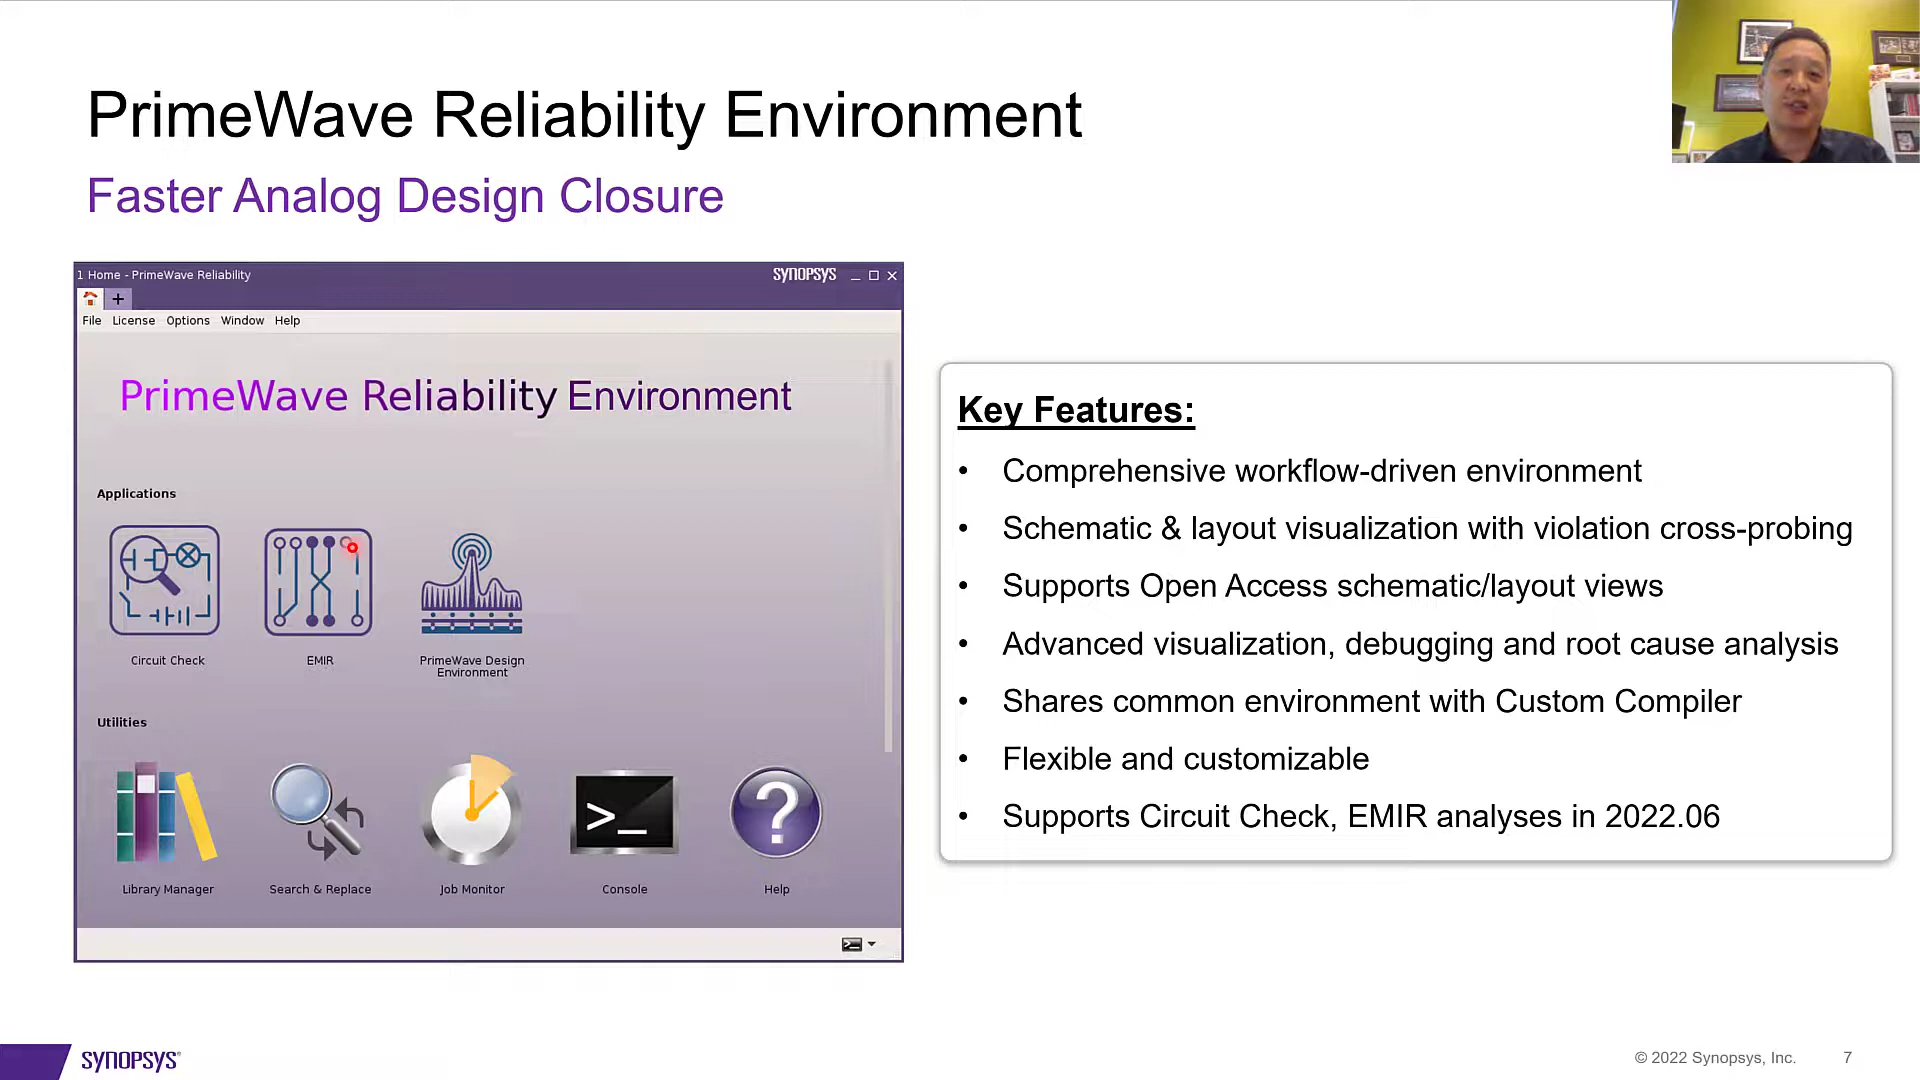 PrimeWave Reliability Environment
Faster Analog Design Closure
1 Home - PrimeWave Reliability
SYNOPSYS
File License Options Window Help
PrimeWave Reliability Environment
Applications
Circuit Check
EMIR
PrimeWave Design
Environment
Utilities
>_
?
Library Manager
Search & Replace
Job Monitor
Console
Help
Key Features:
• Comprehensive workflow-driven environment
• Schematic & layout visualization with violation cross-probing
• Supports Open Access schematic/layout views
• Advanced visualization, debugging and root cause analysis
• Shares common environment with Custom Compiler
• Flexible and customizable
• Supports Circuit Check, EMIR analyses in 2022.06
SYNOPSYS®
© 2022 Synopsys, Inc.
7